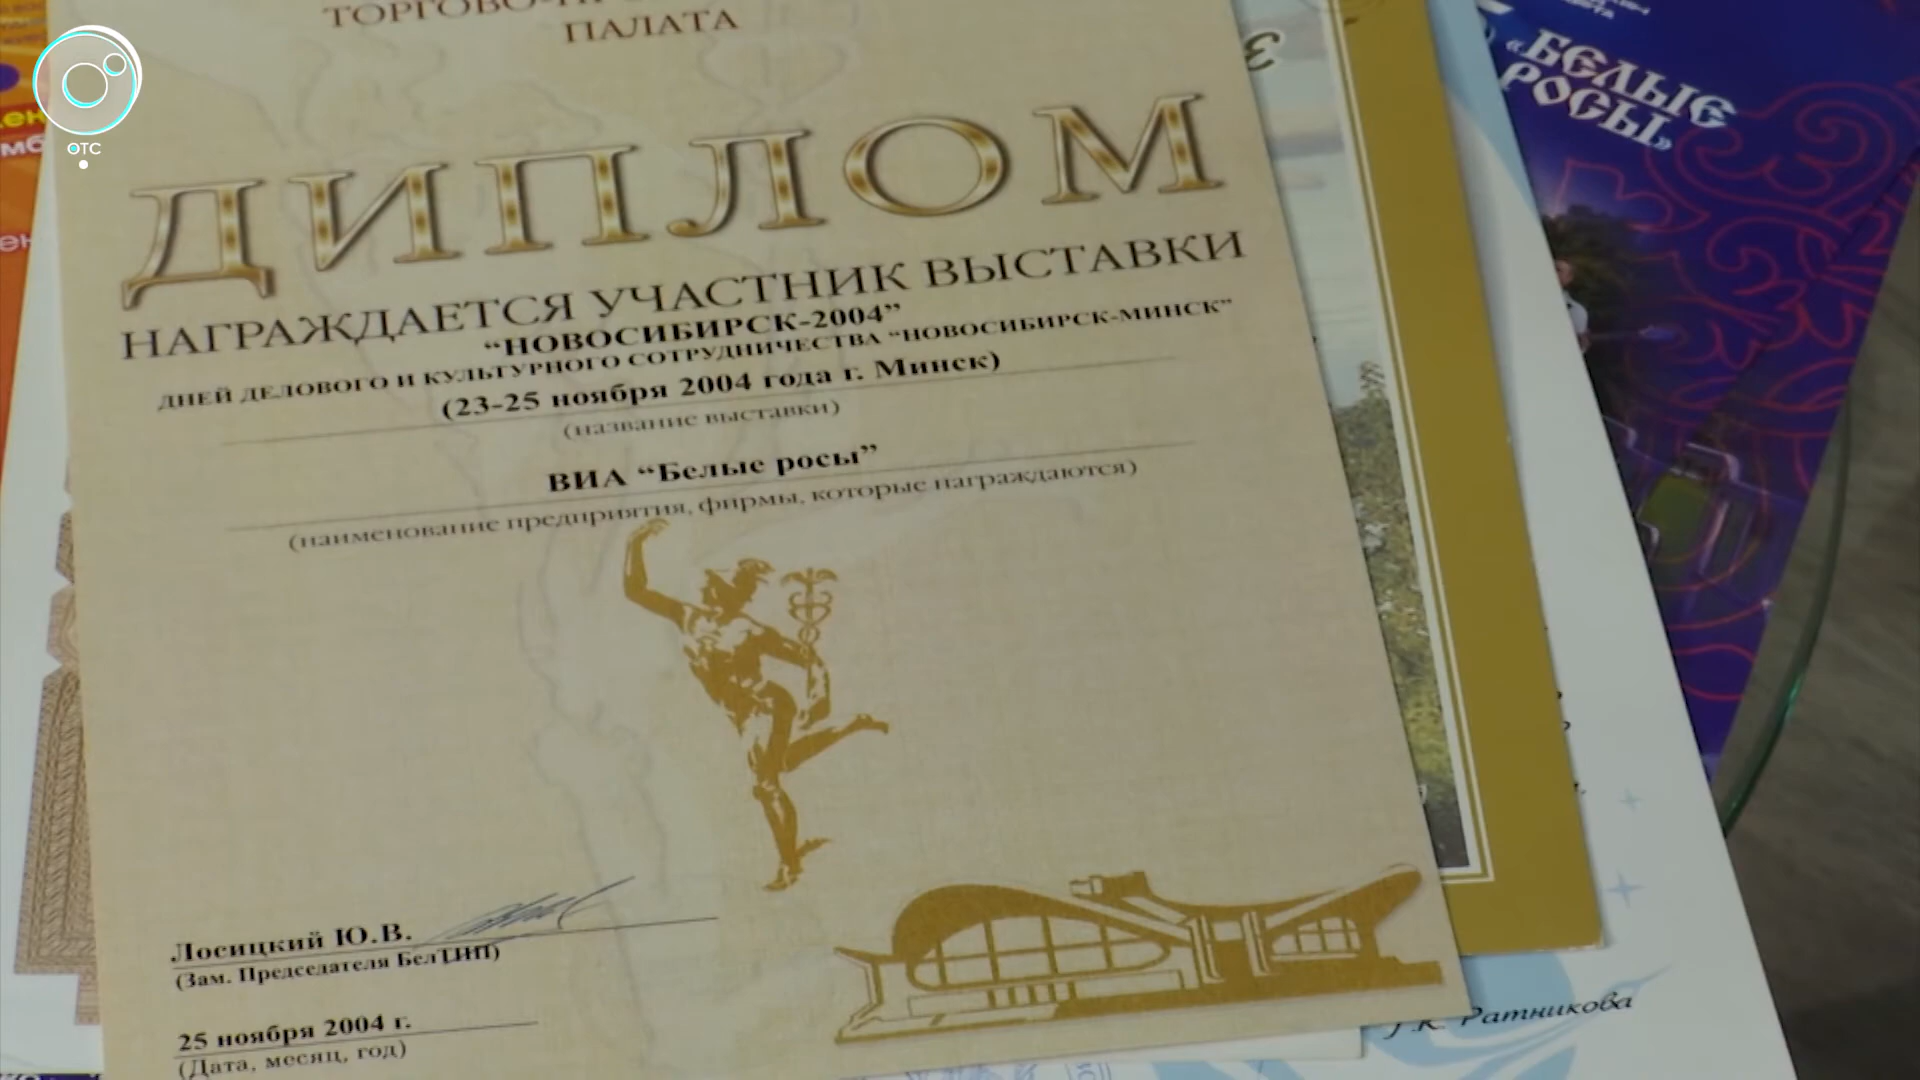 ПАЛАТА
ДИПЛОМ
НАГРАЖДАЕТСЯ УЧАСТНИК ВЫСТАВКИ
“НОВОСИБИРСК-2004”
ДНЕЙ ДЕЛОВОГО И КУЛЬТУРНОГО СОТРУДНИЧЕСТВА “НОВОСИБИРСК-МИНСК”
(23-25 ноября 2004 года г. Минск)
(название выставки)
ВИА “Белые росы”
(наименование предприятия, фирмы, которые награждаются)
Лосицкий Ю.В.
(Зам. Председателя БелТПП)
25 ноября 2004 г.
(Дата, месяц, год)
«БЕЛЫЕ
РОСЫ»
Ратникова
ОТС